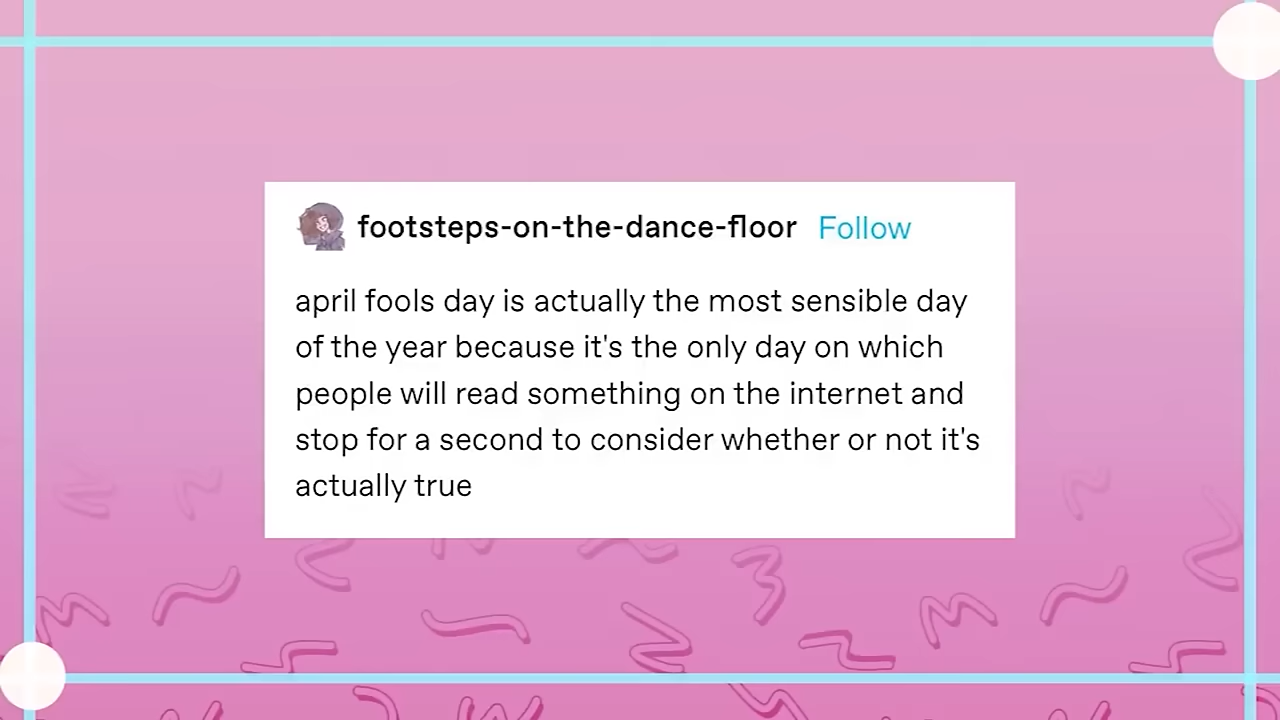 footsteps-on-the-dance-floor Follow
april fools day is actually the most sensible day
of the year because it's the only day on which
people will read something on the internet and
stop for a second to consider whether or not it's
actually true